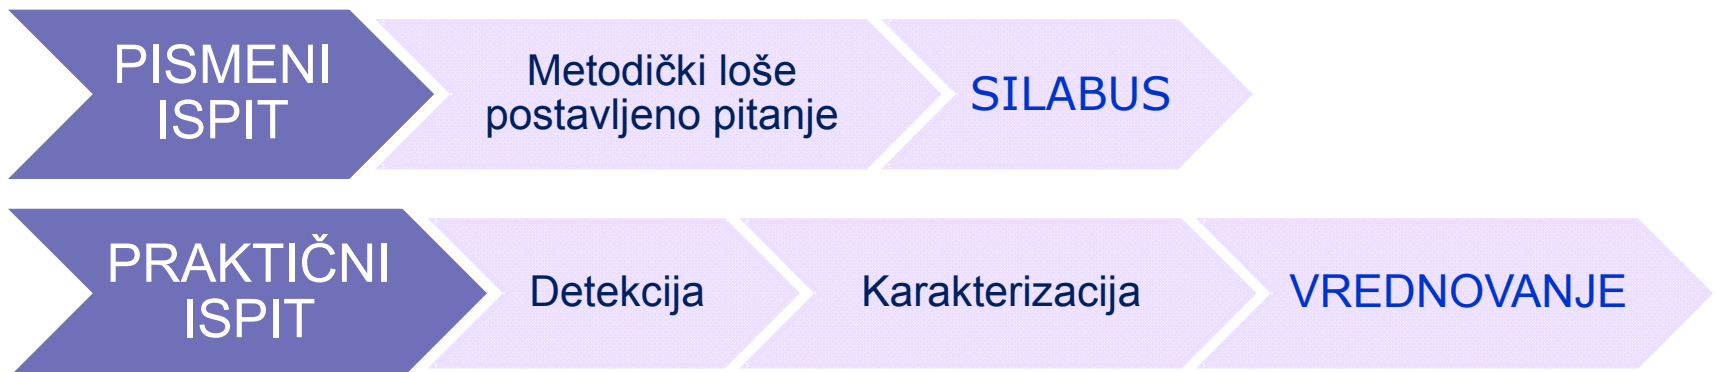 PISMENI
ISPIT
Metodički loše
postavljeno pitanje
SILABUS
PRAKTIČNI
ISPIT
Detekcija
Karakterizacija
VREDNOVANJE